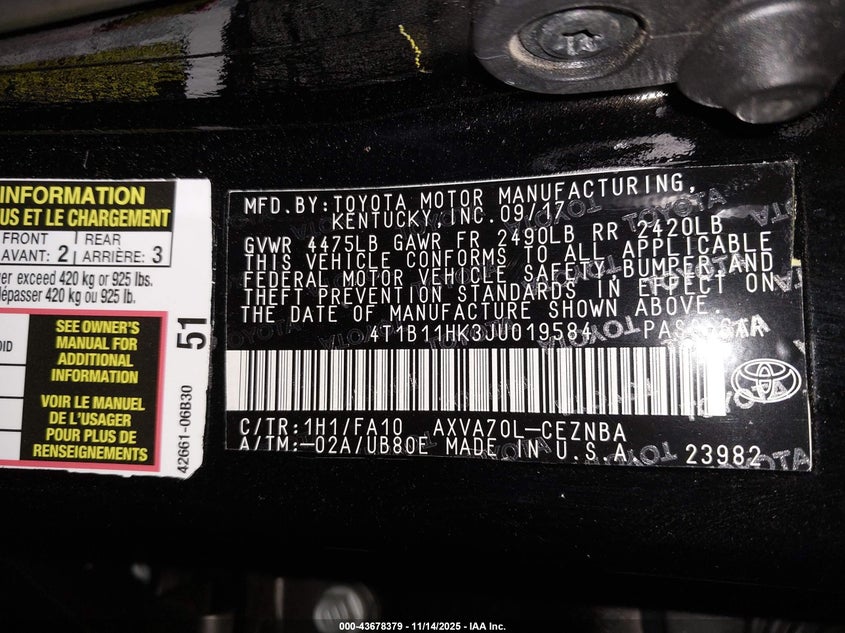 INFORMATION
US ET LE CHARGEMENT
FRONT
AVANT: 2
REAR
ARRIÈRE: 3
er exceed 420 kg or 925 lbs.
dépasser 420 kg ou 925 lb.
OID
SEE OWNER'S
MANUAL FOR
ADDITIONAL
INFORMATION
VOIR LE MANUEL
DE L'USAGER
POUR PLUS DE
RENSEIGNEMENTS
42661-06B30
51
MFD.BY:TOYOTA MOTOR MANUFACTURING,
KENTUCKY, INC. 09/17
GVWR 4475LB GAWR FR 2490LB RR 2420LB
THIS VEHICLE CONFORMS TO ALL APPLICABLE
FEDERAL MOTOR VEHICLE SAFETY, BUMPER, AND
THEFT PREVENTION STANDARDS IN EFFECT ON
THE DATE OF MANUFACTURE SHOWN ABOVE.
4T1B11HK3JU019584
C/TR:1H1/FA10 AXVA70L-CEZNBA
A/TM:-02A/UB80E MADE IN U.S.A.
23982
000-43678379 - 11/14/2025 - IAA Inc.